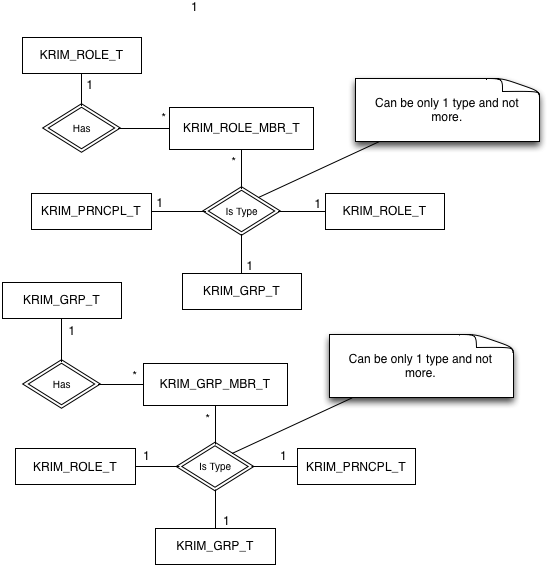 1
KRIM_ROLE_T
1
Has
*
KRIM_ROLE_MBR_T
Can be only 1 type and not
more.
*
KRIM_PRNCPL_T
1
Is Type
1
KRIM_ROLE_T
1
KRIM_GRP_T
KRIM_GRP_T
1
Has
*
KRIM_GRP_MBR_T
Can be only 1 type and not
more.
*
KRIM_ROLE_T
1
Is Type
1
KRIM_PRNCPL_T
1
KRIM_GRP_T